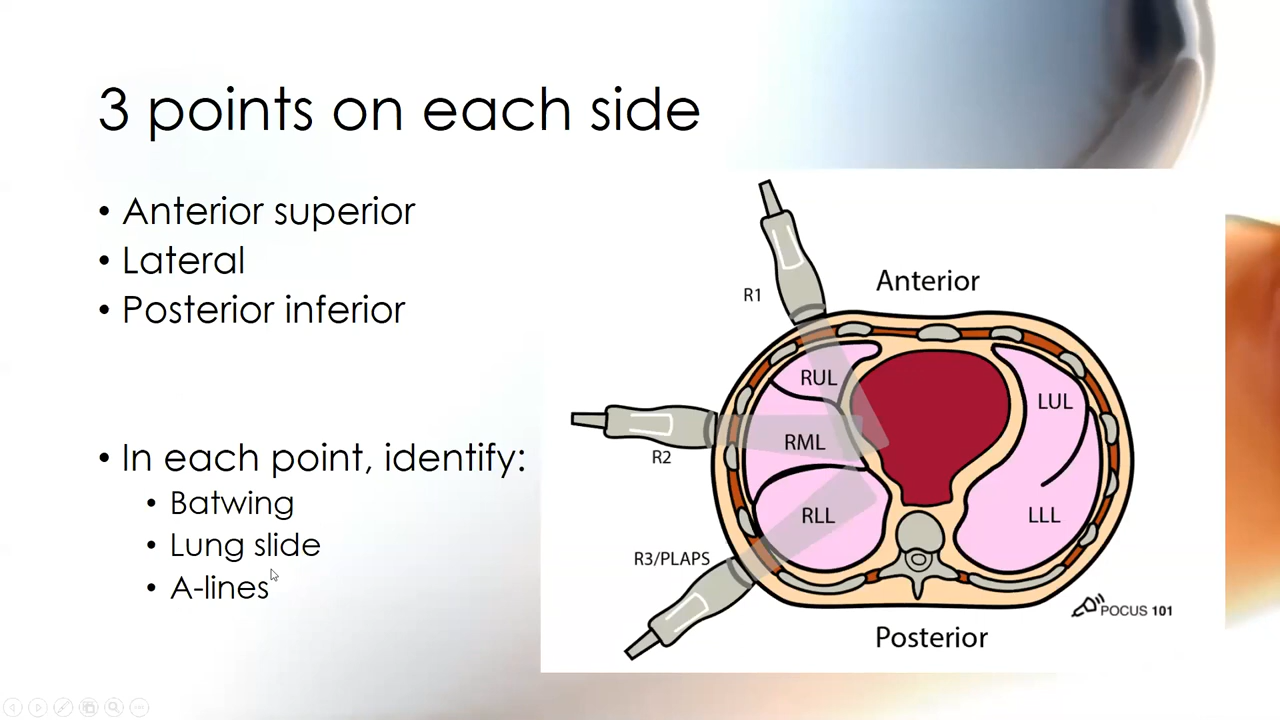 3 points on each side
• Anterior superior
• Lateral
• Posterior inferior
• In each point, identify:
• Batwing
• Lung slide
• A-lines
R1
Anterior
RUL
LUL
RML
R2
RLL
LLL
R3/PLAPS
POCUS 101
Posterior